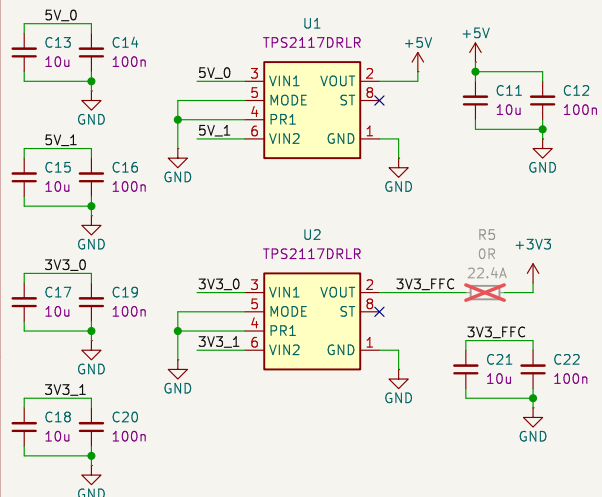 5V_0
C13
10u
C14
100n
GND
5V_1
C15
10u
C16
100n
GND
3V3_0
C17
10u
C19
100n
GND
3V3_1
C18
10u
C20
100n
GND
U1
TPS2117DRLR
5V_0 3 VIN1 VOUT 2 +5V
5 MODE ST 8
4 PR1
5V_1 6 VIN2 GND 1
GND
GND
+5V
C11
10u
C12
100n
GND
U2
TPS2117DRLR
3V3_0 3 VIN1 VOUT 2 3V3_FFC
5 MODE ST 8
4 PR1
3V3_1 6 VIN2 GND 1
GND
GND
R5
0R
22.4A
+3V3
3V3_FFC
C21
10u
C22
100n
GND